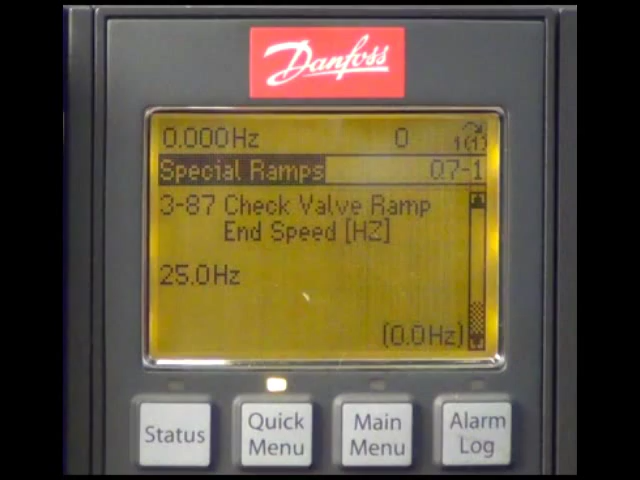 Danfoss
0.000Hz 0 1(1)
Special Ramps Q7-1
3-87 Check Valve Ramp
End Speed [HZ]
25.0Hz
(0.0Hz)
Status
Quick Menu
Main Menu
Alarm Log